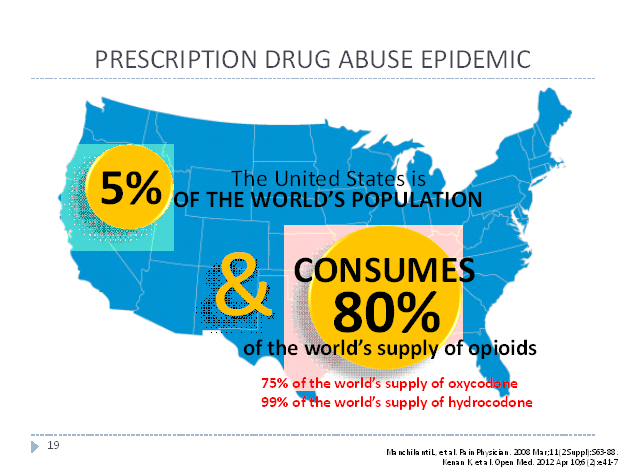 PRESCRIPTION DRUG ABUSE EPIDEMIC
5%
The United States is
OF THE WORLD'S POPULATION
&
CONSUMES
80%
of the world's supply of opioids
75% of the world's supply of oxycodone
99% of the world's supply of hydrocodone
19
Manchilanti L, et al. Pain Physician. 2008 Mar;11(2 Suppl):S63-88.
Kenan K, et al. Open Med. 2012 Apr 10;6(2):e41-7